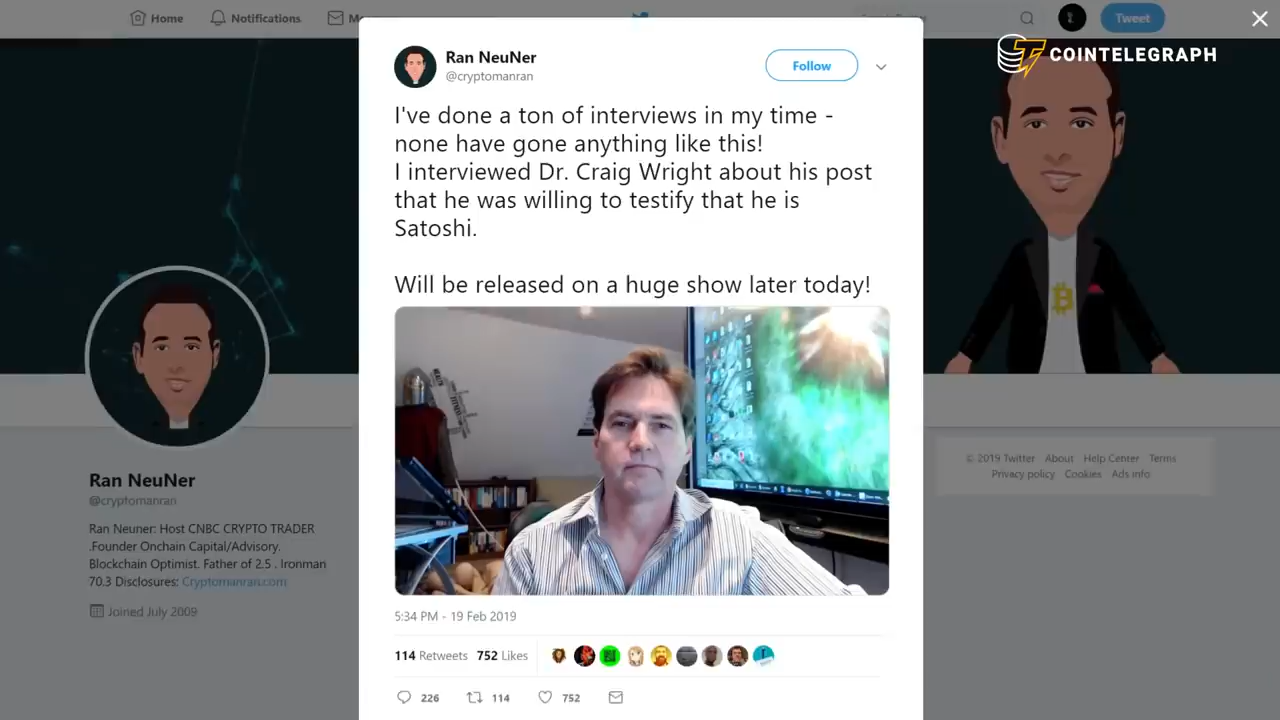 Home
Notifications
Tweet
COINTELEGRAPH
Ran NeuNer
@cryptomanran
Follow
I've done a ton of interviews in my time -
none have gone anything like this!
I interviewed Dr. Craig Wright about his post
that he was willing to testify that he is
Satoshi.
Will be released on a huge show later today!
5:34 PM - 19 Feb 2019
114 Retweets 752 Likes
226 114 752
Ran NeuNer
@cryptomanran
Ran Neuner: Host CNBC CRYPTO TRADER
.Founder Onchain Capital/Advisory.
Blockchain Optimist. Father of 2.5 . Ironman
70.3 Disclosures: Cryptomanran.com
Joined July 2009
© 2019 Twitter About Help Center Terms
Privacy policy Cookies Ads info